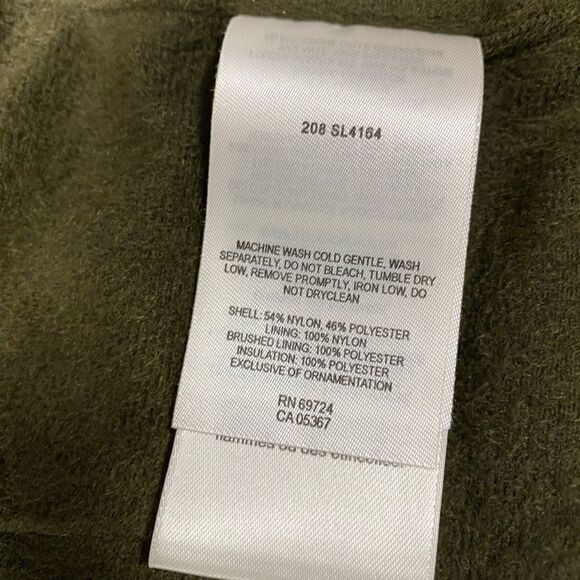 208 SL4164
MACHINE WASH COLD GENTLE, WASH
SEPARATELY, DO NOT BLEACH, TUMBLE DRY
LOW, REMOVE PROMPTLY, IRON LOW, DO
NOT DRYCLEAN
SHELL: 54% NYLON, 46% POLYESTER
LINING: 100% NYLON
BRUSHED LINING: 100% POLYESTER
INSULATION: 100% POLYESTER
EXCLUSIVE OF ORNAMENTATION
RN 69724
CA 05367